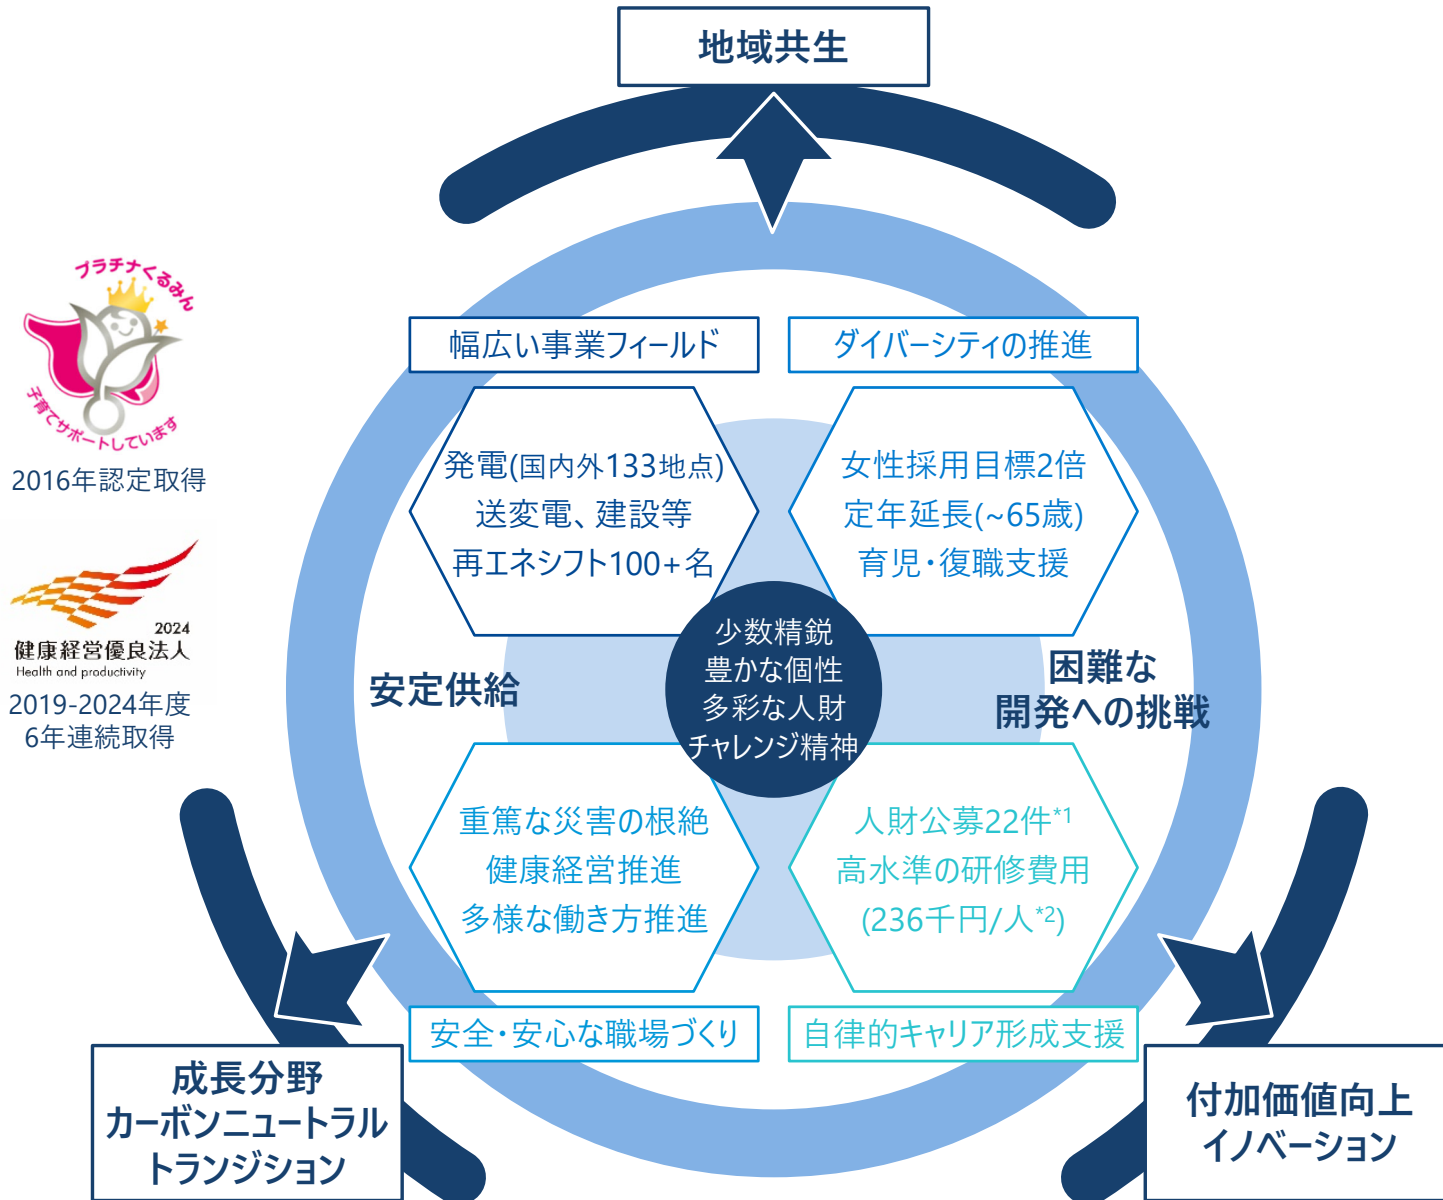 地域共生
プラチナくるみん
子育てサポートしています
2016年認定取得
2024
健康経営優良法人
Health and productivity
2019-2024年度
6年連続取得
幅広い事業フィールド
発電(国内外133地点)
送変電、建設等
再エネシフト100+名
ダイバーシティの推進
女性採用目標2倍
定年延長(~65歳)
育児・復職支援
少数精鋭
豊かな個性
多彩な人財
チャレンジ精神
安定供給
困難な
開発への挑戦
重篤な災害の根絶
健康経営推進
多様な働き方推進
安全・安心な職場づくり
人財公募22件*1
高水準の研修費用
(236千円/人*2)
自律的キャリア形成支援
成長分野
カーボンニュートラル
トランジション
付加価値向上
イノベーション